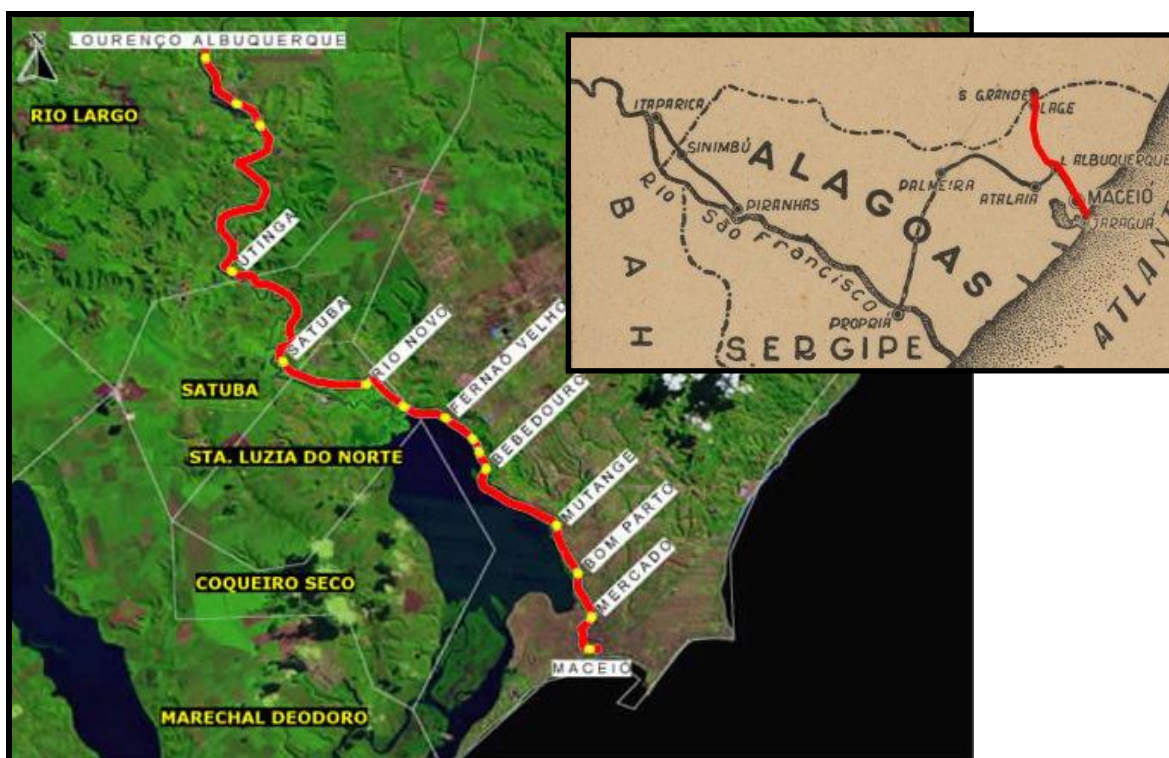 N
LOURENÇO ALBUQUERQUE
RIO LARGO
UTINGA
SATUBA
SATUBA
RIO NOVO
FERNAO VELHO
STA. LUZIA DO NORTE
BEBEDOURO
MUTANGE
BOM PARTO
COQUEIRO SECO
MERCADO
MACEIÓ
MARECHAL DEODORO
S GRANDE
LAGE
ITAPARICA
SINIMBÚ
ALAGOAS
L ALBUQUERQUE
PALMEIRA
ATALAIA
MACEIÓ
JARAGUÁ
PIRANHAS
RIO São Francisco
BAH
PROPRIA
SERGIPE
ATLAN